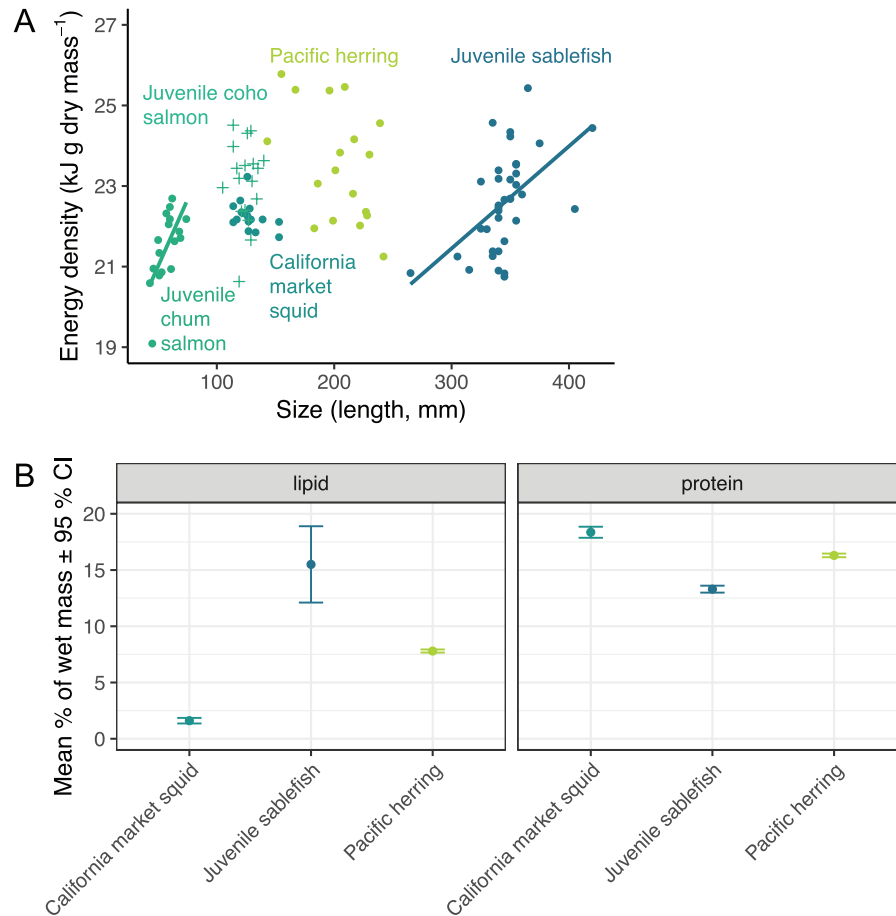 A
Energy density (kJ g dry mass⁻¹)
27
25
23
21
19
Pacific herring
Juvenile sablefish
Juvenile coho
salmon
California
market
squid
Juvenile
chum
salmon
100
200
300
400
Size (length, mm)
B
Mean % of wet mass ± 95 % CI
lipid
protein
20
15
10
5
0
California market squid
Juvenile sablefish
Pacific herring
California market squid
Juvenile sablefish
Pacific herring